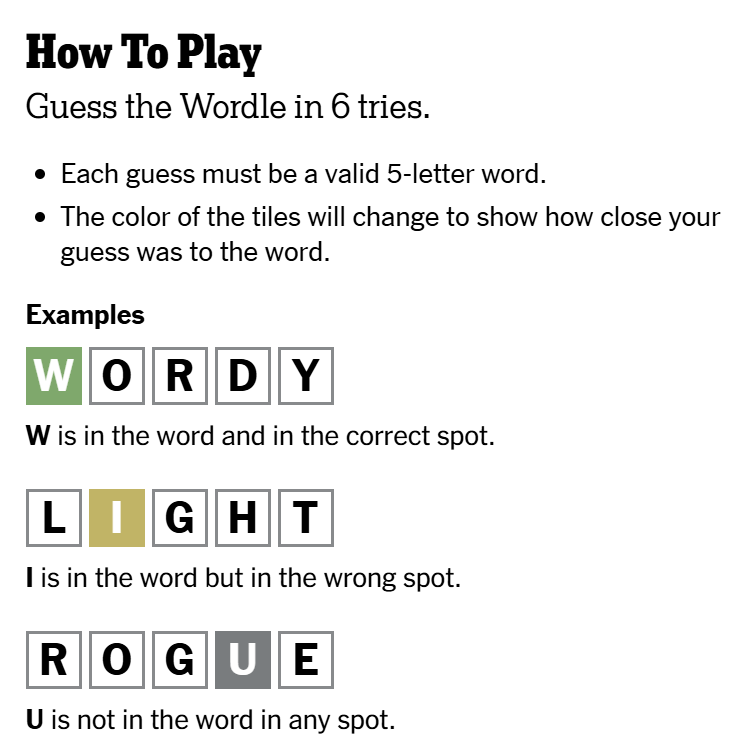 How To Play
Guess the Wordle in 6 tries.
• Each guess must be a valid 5-letter word.
• The color of the tiles will change to show how close your
guess was to the word.
Examples
W O R D Y
W is in the word and in the correct spot.
L I G H T
I is in the word but in the wrong spot.
R O G U E
U is not in the word in any spot.